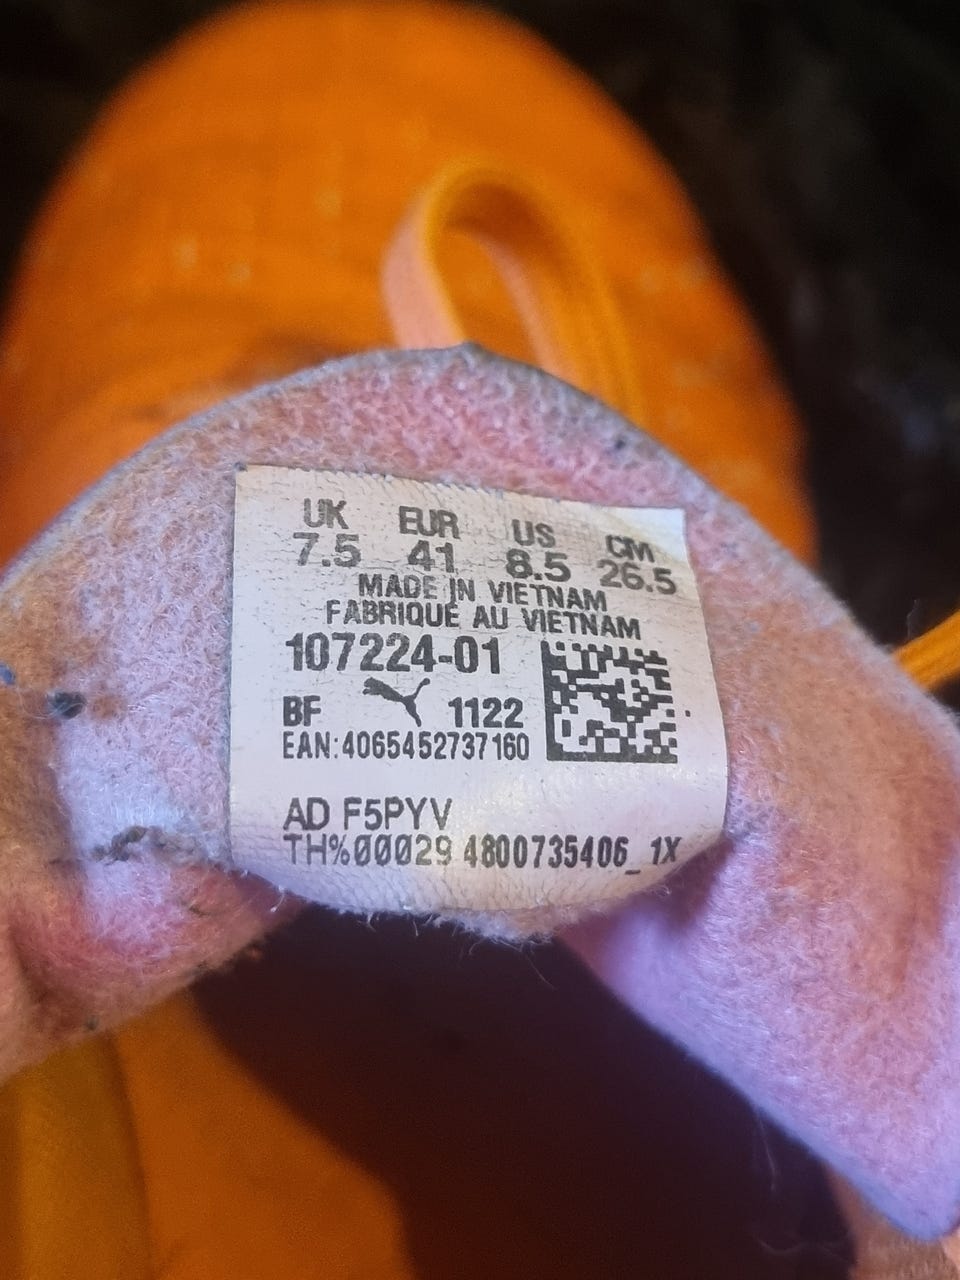 UK EUR US CM
7.5 41 8.5 26.5
MADE IN VIETNAM
FABRIQUÉ AU VIETNAM
107224-01
BF 1122
EAN:4065452737160
AD F5PYV
TH%00029 4800735406_1X